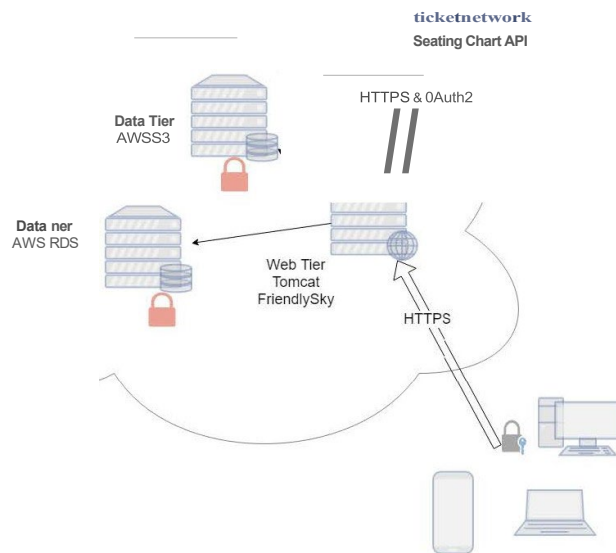 ticketnetwork
Seating Chart API
HTTPS & 0Auth2
Data Tier
AWSS3
Data ner
AWS RDS
Web Tier
Tomcat
FriendlySky
HTTPS